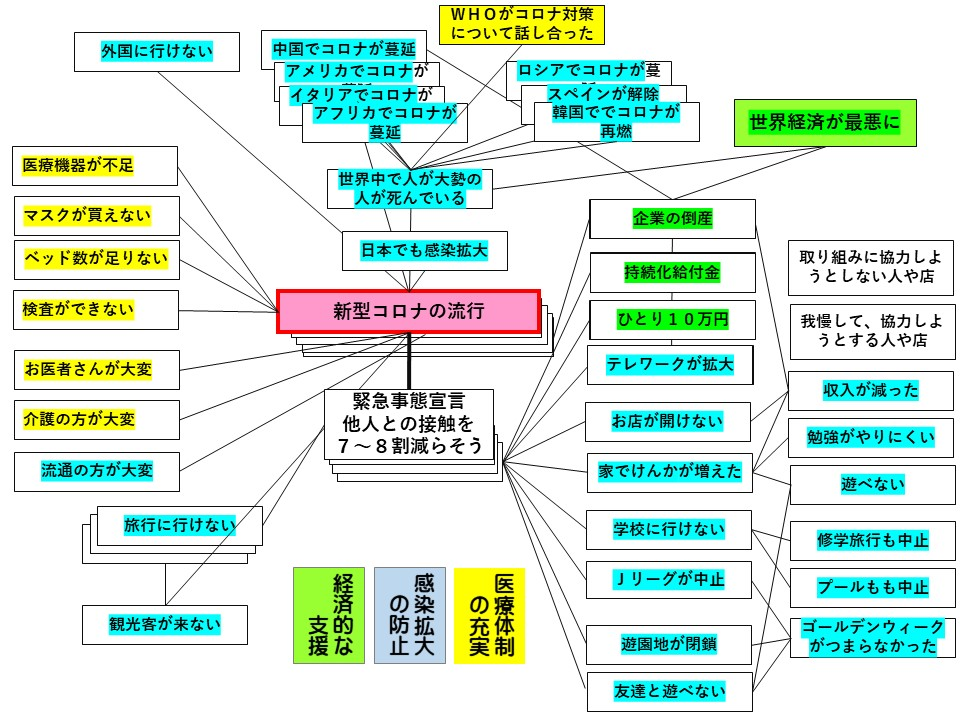 ＷＨＯがコロナ対策
について話し合った
外国に行けない
中国でコロナが蔓延
アメリカでコロナが
イタリアでコロナが
アフリカでコロナが
蔓延
ロシアでコロナが蔓
スペインが解除
韓国ででコロナが
再燃
世界経済が最悪に
医療機器が不足
マスクが買えない
ベッド数が足りない
検査ができない
お医者さんが大変
介護の方が大変
流通の方が大変
旅行に行けない
観光客が来ない
世界中で人が大勢の
人が死んでいる
日本でも感染拡大
新型コロナの流行
緊急事態宣言
他人との接触を
７～８割減らそう
企業の倒産
持続化給付金
ひとり１０万円
テレワークが拡大
お店が開けない
家でけんかが増えた
学校に行けない
Ｊリーグが中止
遊園地が閉鎖
友達と遊べない
取り組みに協力しよ
うとしない人や店
我慢して、協力しよ
うとする人や店
収入が減った
勉強がやりにくい
遊べない
修学旅行も中止
プールもも中止
ゴールデンウィーク
がつまらなかった
経済的な
支援
感染拡大
の防止
医療体制
の充実